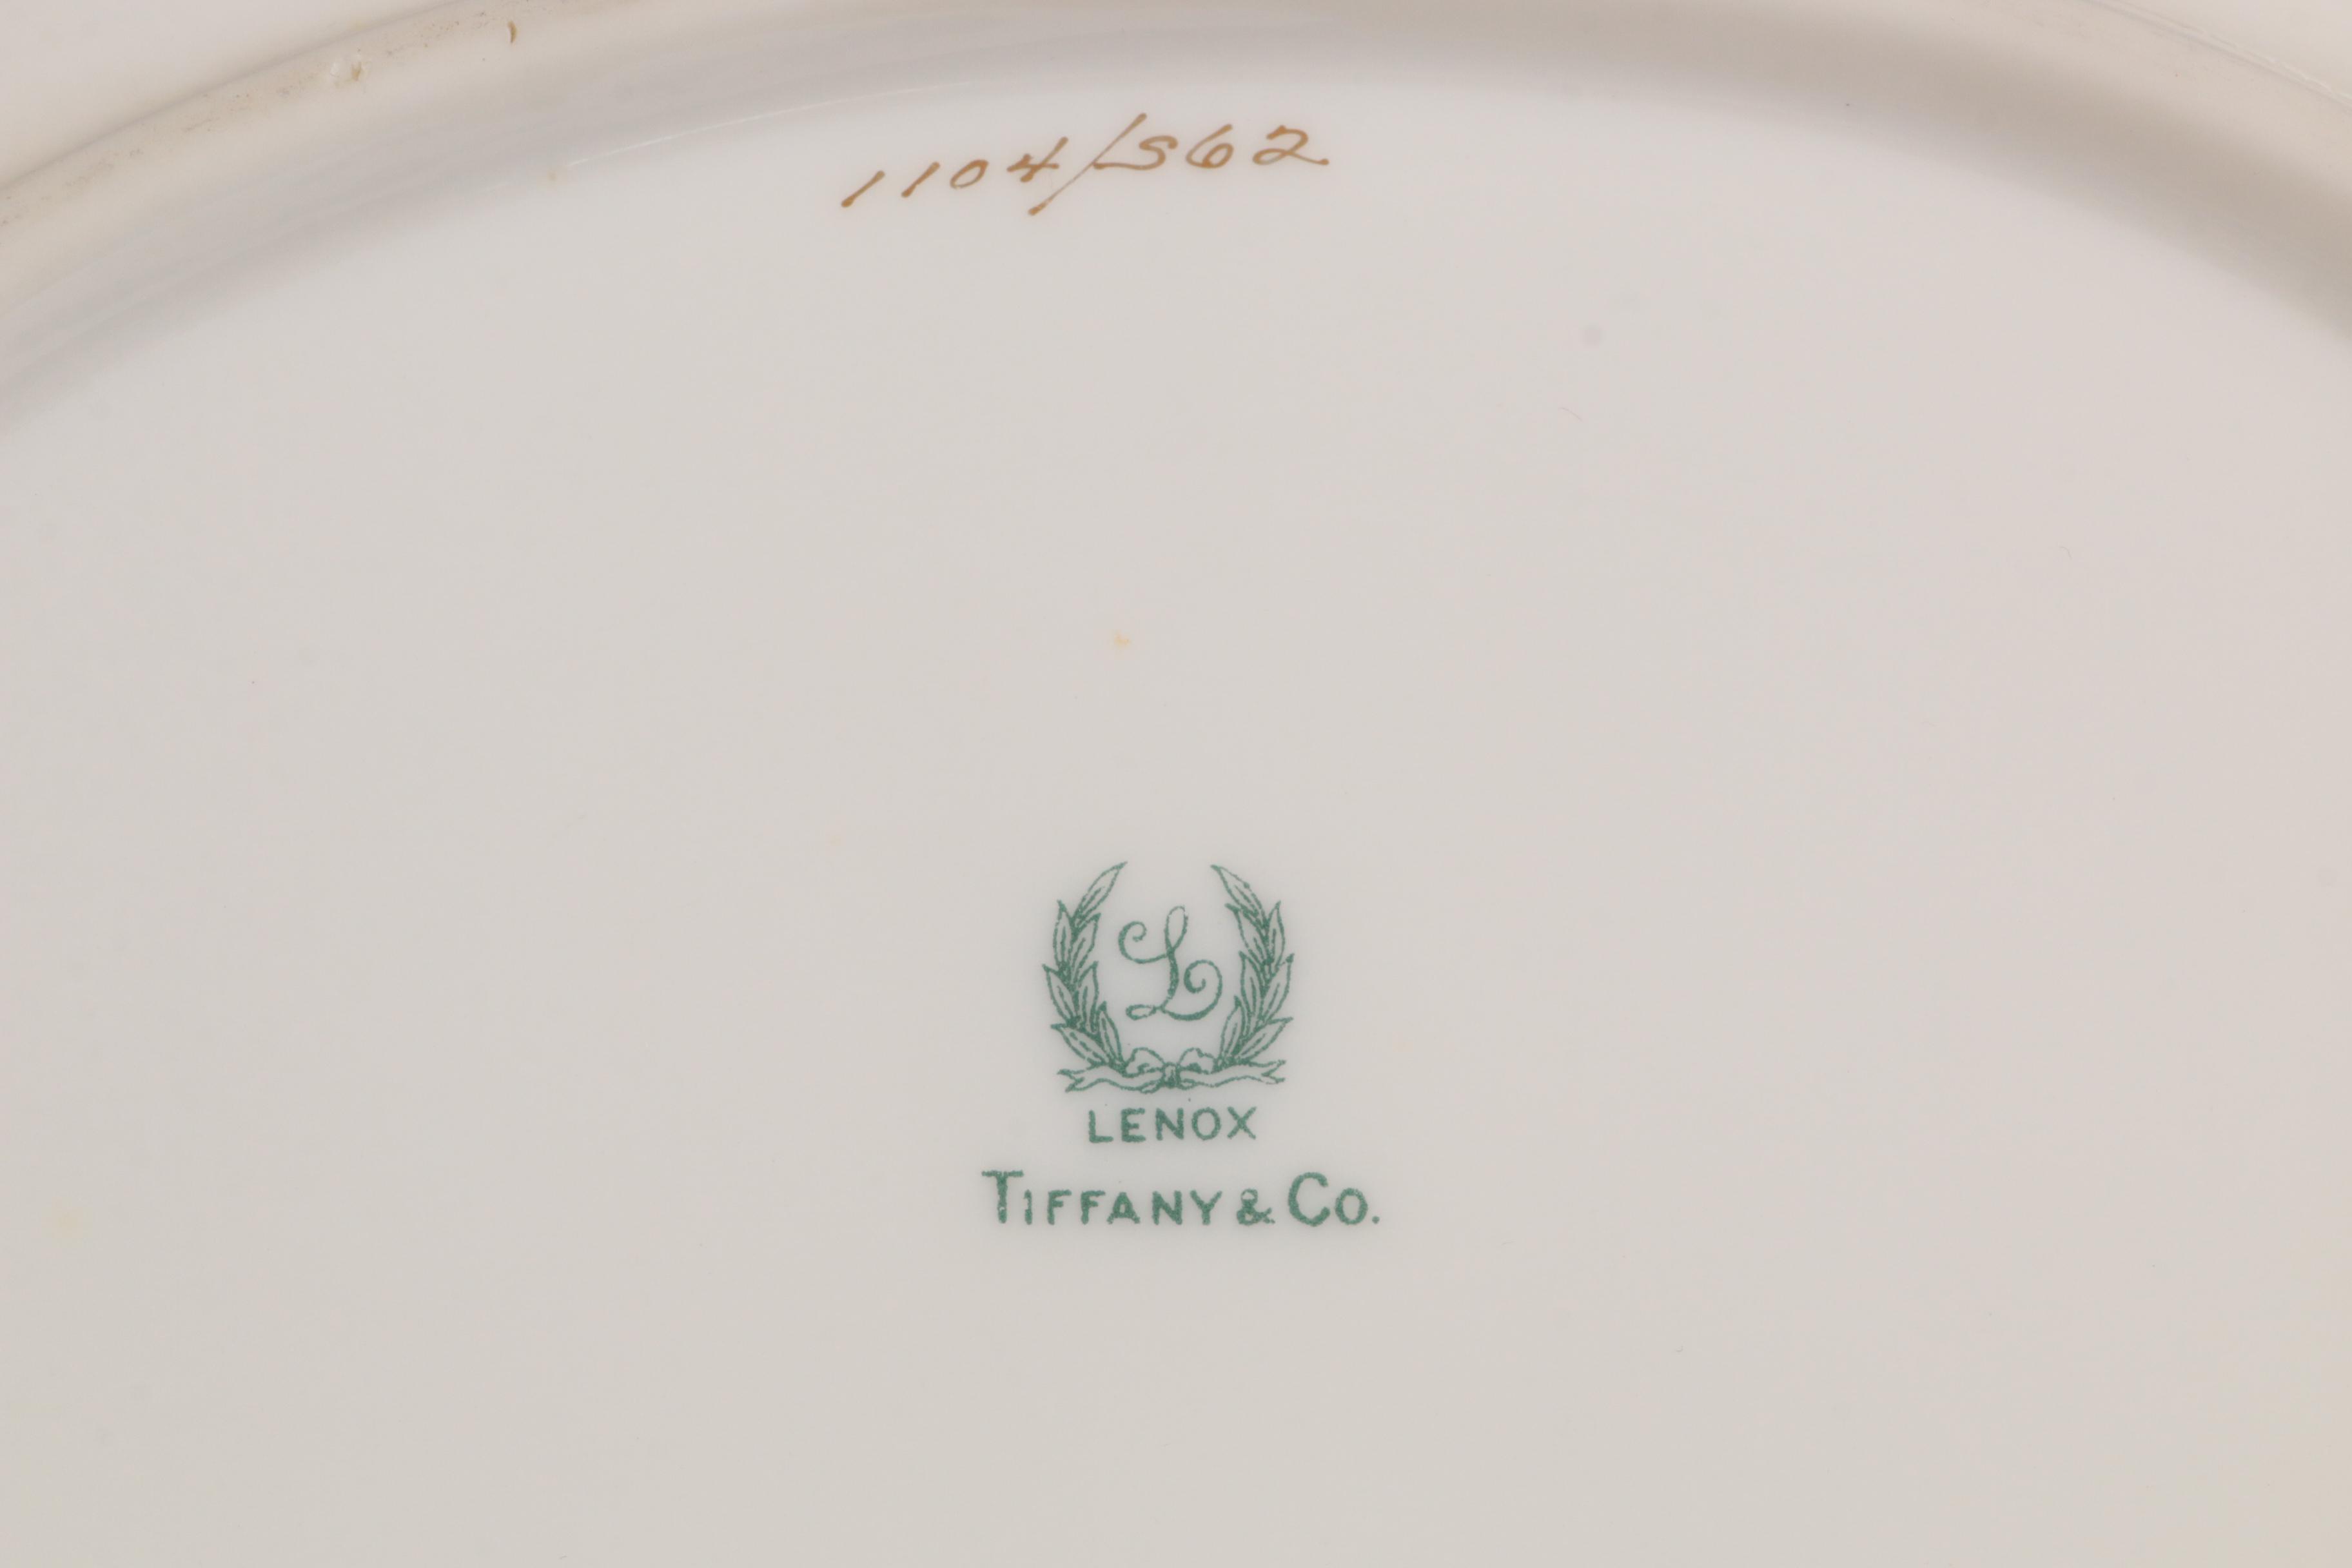 1104/S62
L
LENOX
TIFFANY & CO.